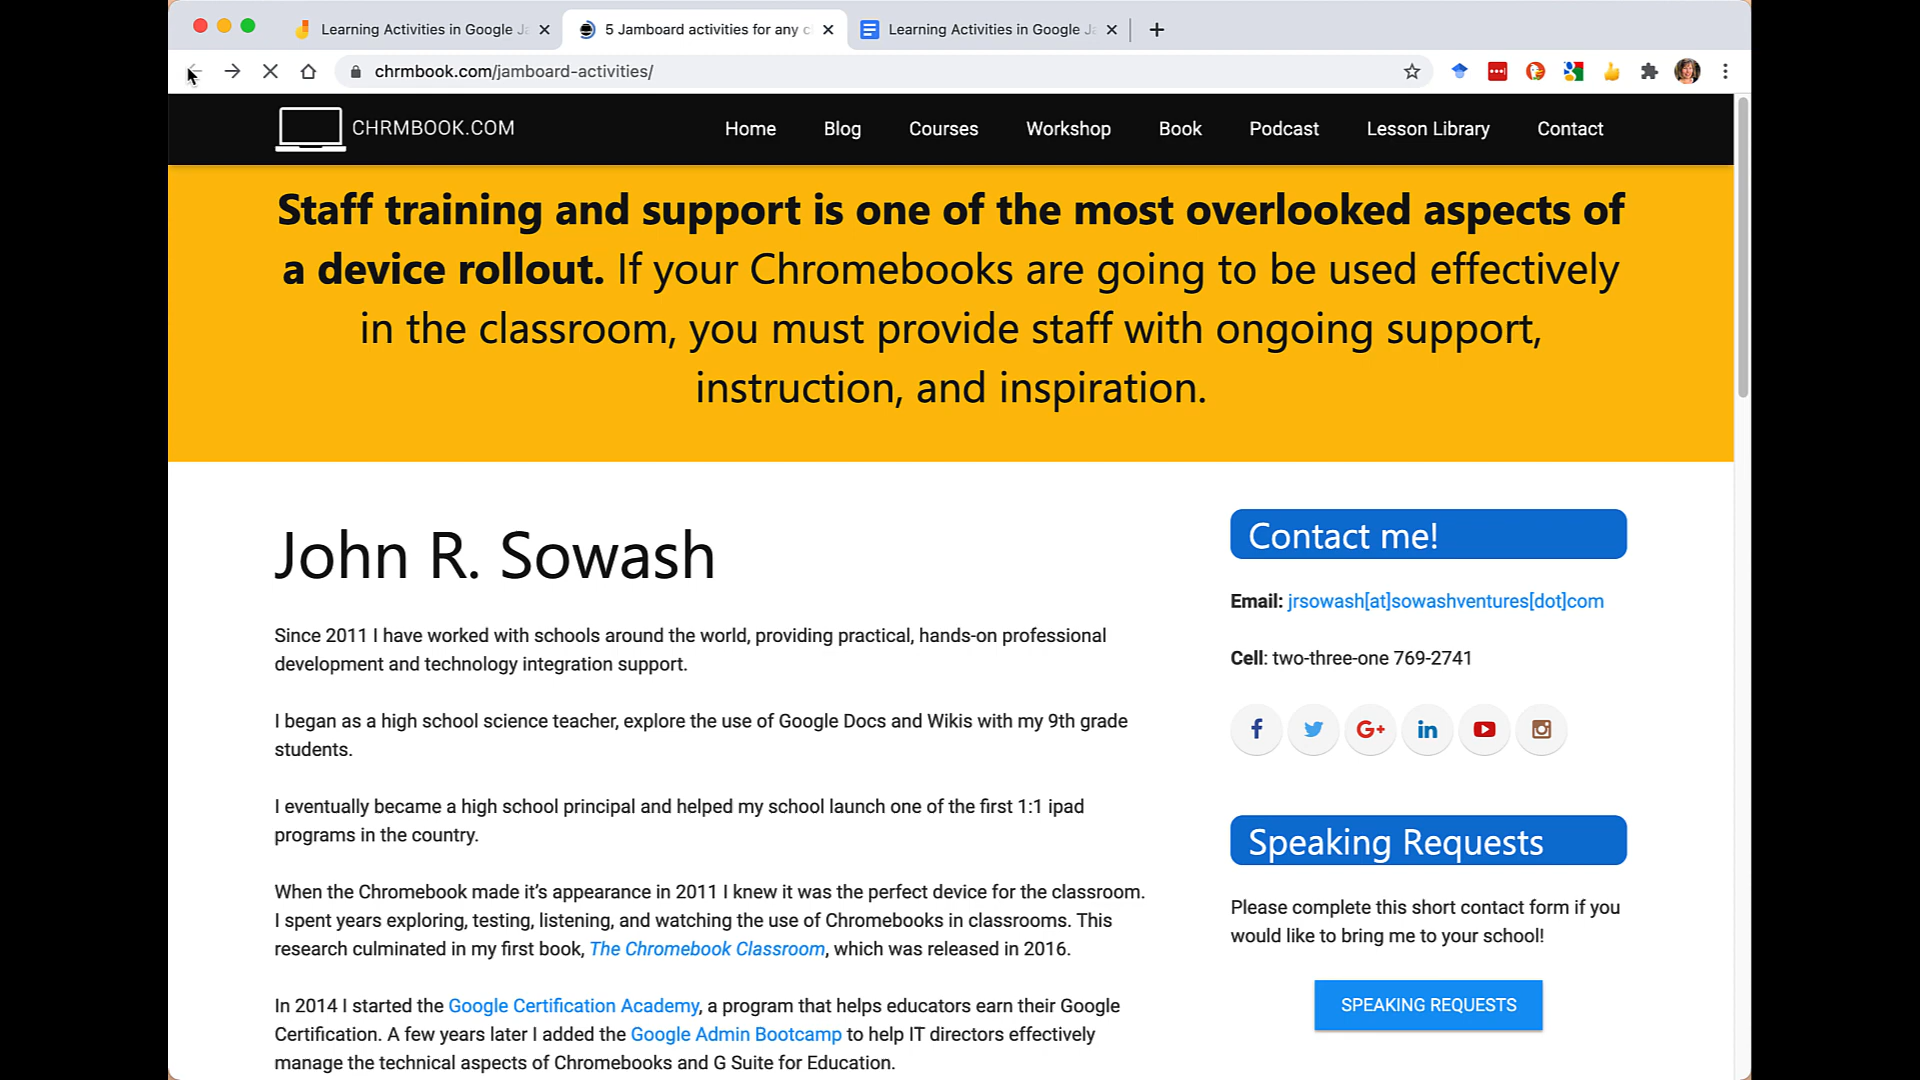 Learning Activities in Google Ja
5 Jamboard activities for any c
Learning Activities in Google Ja
chrmbook.com/jamboard-activities/
CHRMBOOK.COM
Home
Blog
Courses
Workshop
Book
Podcast
Lesson Library
Contact
Staff training and support is one of the most overlooked aspects of
a device rollout. If your Chromebooks are going to be used effectively
in the classroom, you must provide staff with ongoing support,
instruction, and inspiration.
John R. Sowash
Since 2011 I have worked with schools around the world, providing practical, hands-on professional
development and technology integration support.
I began as a high school science teacher, explore the use of Google Docs and Wikis with my 9th grade
students.
I eventually became a high school principal and helped my school launch one of the first 1:1 ipad
programs in the country.
When the Chromebook made it’s appearance in 2011 I knew it was the perfect device for the classroom.
I spent years exploring, testing, listening, and watching the use of Chromebooks in classrooms. This
research culminated in my first book, The Chromebook Classroom, which was released in 2016.
In 2014 I started the Google Certification Academy, a program that helps educators earn their Google
Certification. A few years later I added the Google Admin Bootcamp to help IT directors effectively
manage the technical aspects of Chromebooks and G Suite for Education.
Contact me!
Email: jrsowash[at]sowashventures[dot]com
Cell: two-three-one 769-2741
Speaking Requests
Please complete this short contact form if you
would like to bring me to your school!
SPEAKING REQUESTS